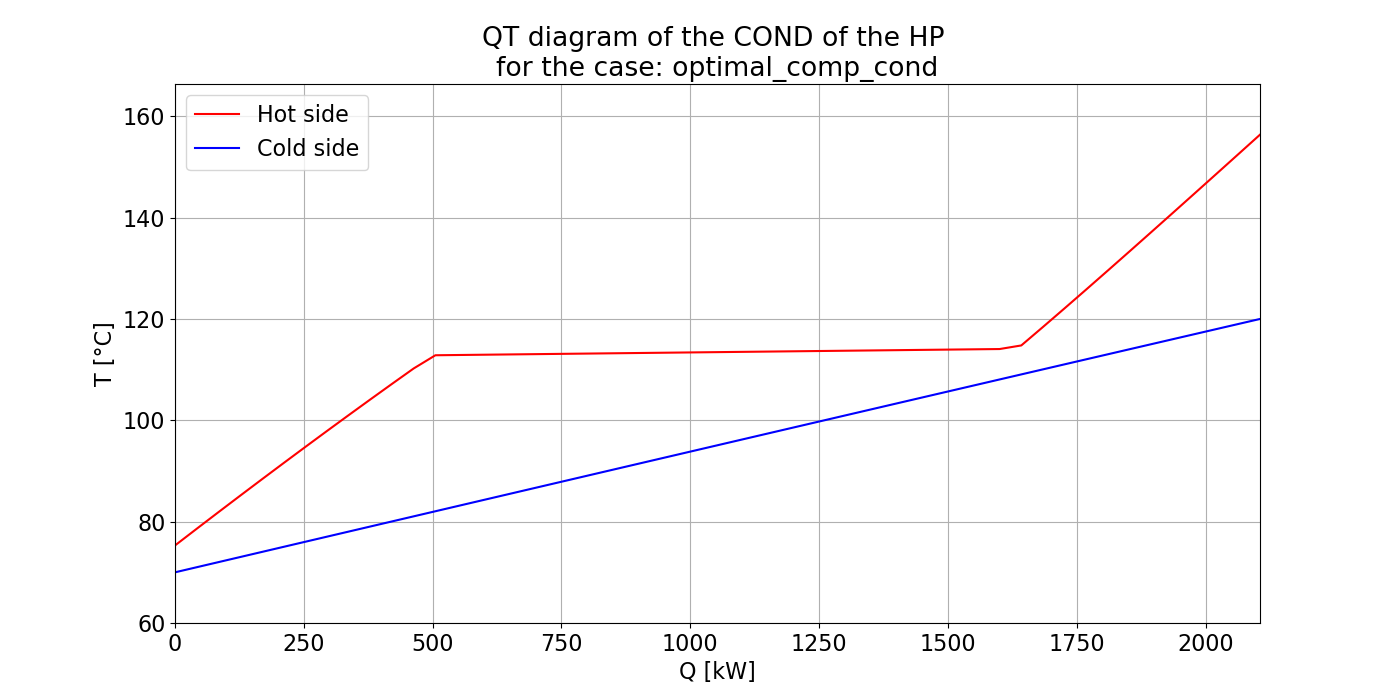 QT diagram of the COND of the HP
for the case: optimal_comp_cond
Hot side
Cold side
T [°C]
160
140
120
100
80
60
0 250 500 750 1000 1250 1500 1750 2000
Q [kW]